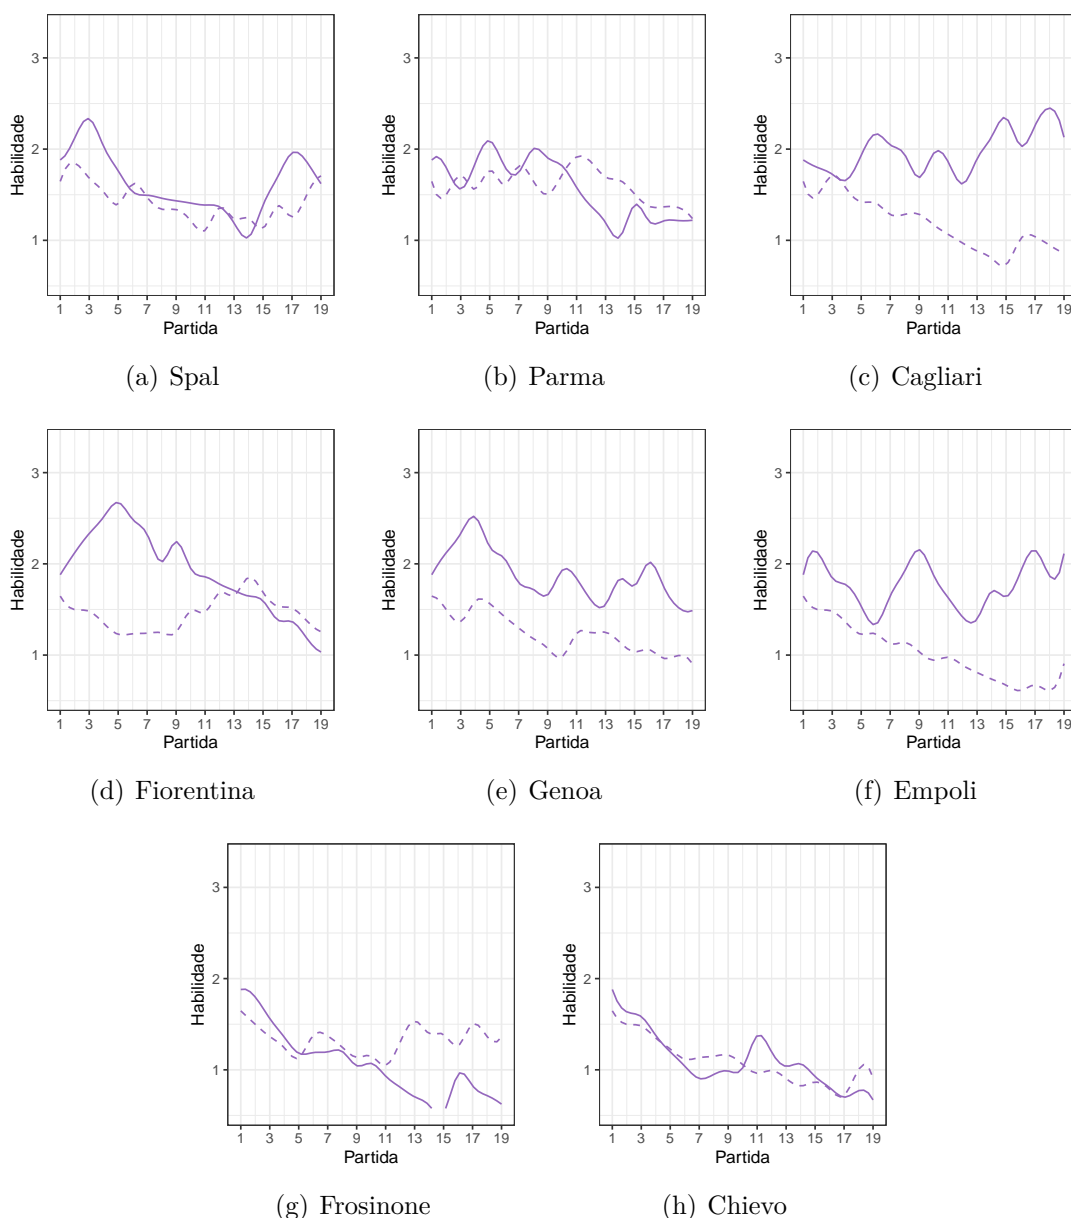 3
2
1
Habilidade
1 3 5 7 9 11 13 15 17 19
Partida
(a) Spal
3
2
1
Habilidade
1 3 5 7 9 11 13 15 17 19
Partida
(b) Parma
3
2
1
Habilidade
1 3 5 7 9 11 13 15 17 19
Partida
(c) Cagliari
3
2
1
Habilidade
1 3 5 7 9 11 13 15 17 19
Partida
(d) Fiorentina
3
2
1
Habilidade
1 3 5 7 9 11 13 15 17 19
Partida
(e) Genoa
3
2
1
Habilidade
1 3 5 7 9 11 13 15 17 19
Partida
(f) Empoli
3
2
1
Habilidade
1 3 5 7 9 11 13 15 17 19
Partida
(g) Frosinone
3
2
1
Habilidade
1 3 5 7 9 11 13 15 17 19
Partida
(h) Chievo